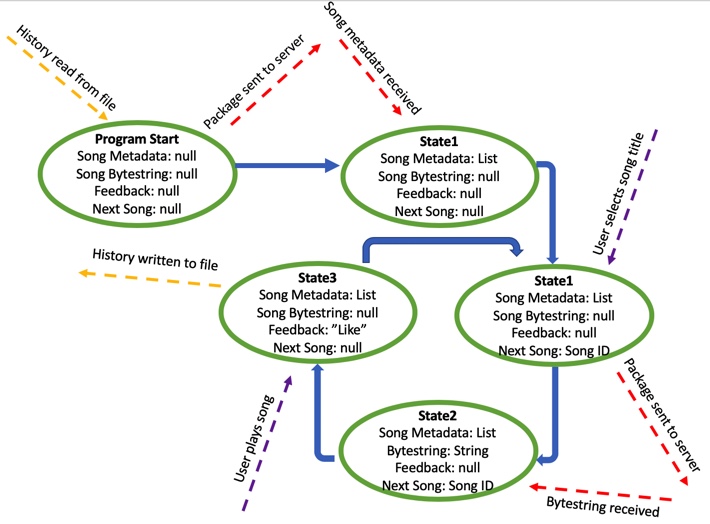 History read from file
Package sent to server
Song metadata received
Program Start
Song Metadata: null
Song Bytestring: null
Feedback: null
Next Song: null
State1
Song Metadata: List
Song Bytestring: null
Feedback: null
Next Song: null
User selects song title
History written to file
State3
Song Metadata: List
Song Bytestring: null
Feedback: ”Like”
Next Song: null
State1
Song Metadata: List
Song Bytestring: null
Feedback: null
Next Song: Song ID
Package sent to server
User plays song
State2
Song Metadata: List
Bytestring: String
Feedback: null
Next Song: Song ID
Bytestring received